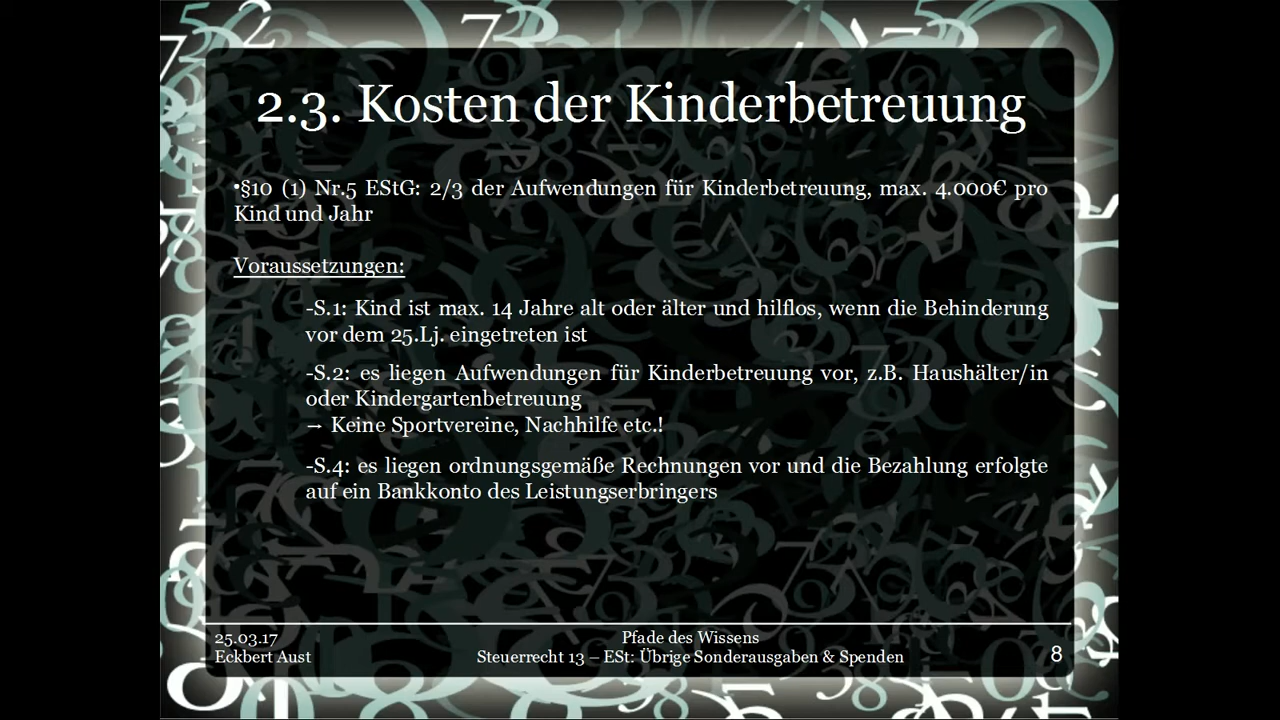 2.3. Kosten der Kinderbetreuung
•§10 (1) Nr.5 EStG: 2/3 der Aufwendungen für Kinderbetreuung, max. 4.000€ pro
Kind und Jahr
Voraussetzungen:
-S.1: Kind ist max. 14 Jahre alt oder älter und hilflos, wenn die Behinderung
vor dem 25.Lj. eingetreten ist
-S.2: es liegen Aufwendungen für Kinderbetreuung vor, z.B. Haushälter/in
oder Kindergartenbetreuung
→ Keine Sportvereine, Nachhilfe etc.!
-S.4: es liegen ordnungsgemäße Rechnungen vor und die Bezahlung erfolgte
auf ein Bankkonto des Leistungserbringers
25.03.17
Eckbert Aust
Pfade des Wissens
Steuerrecht 13 – ESt: Übrige Sonderausgaben & Spenden
8